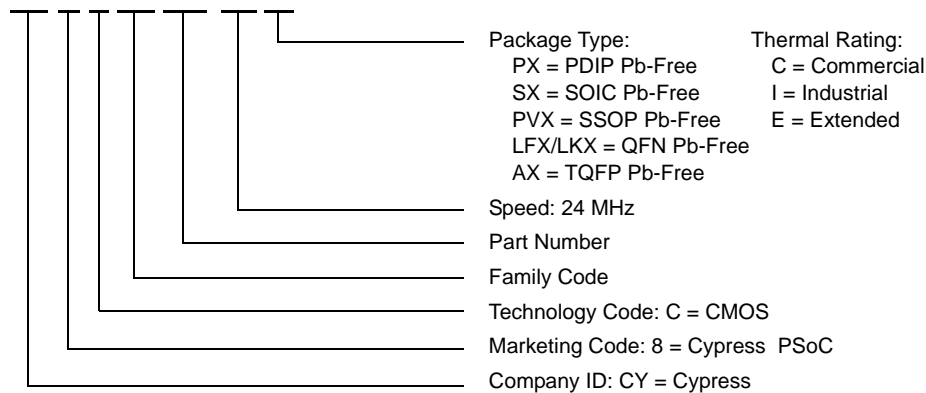 Package Type:
PX = PDIP Pb-Free
SX = SOIC Pb-Free
PVX = SSOP Pb-Free
LFX/LKX = QFN Pb-Free
AX = TQFP Pb-Free
Thermal Rating:
C = Commercial
I = Industrial
E = Extended
Speed: 24 MHz
Part Number
Family Code
Technology Code: C = CMOS
Marketing Code: 8 = Cypress PSoC
Company ID: CY = Cypress